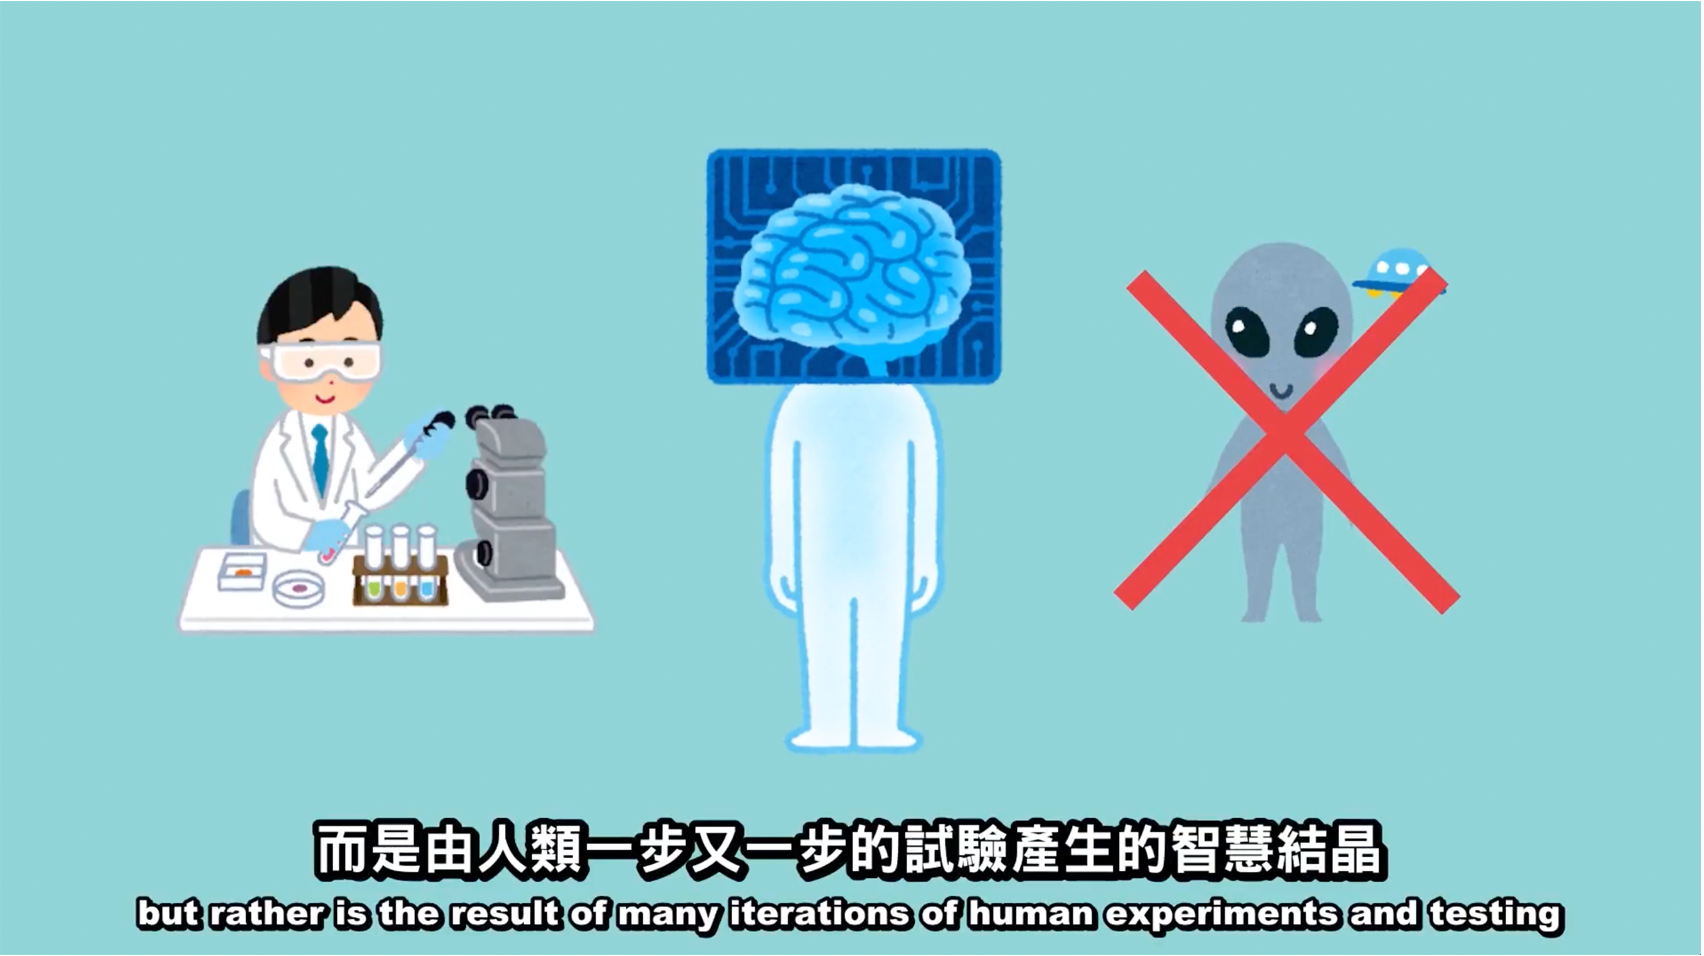 而是由人類一步又一步的試驗產生的智慧結晶
but rather is the result of many iterations of human experiments and testing